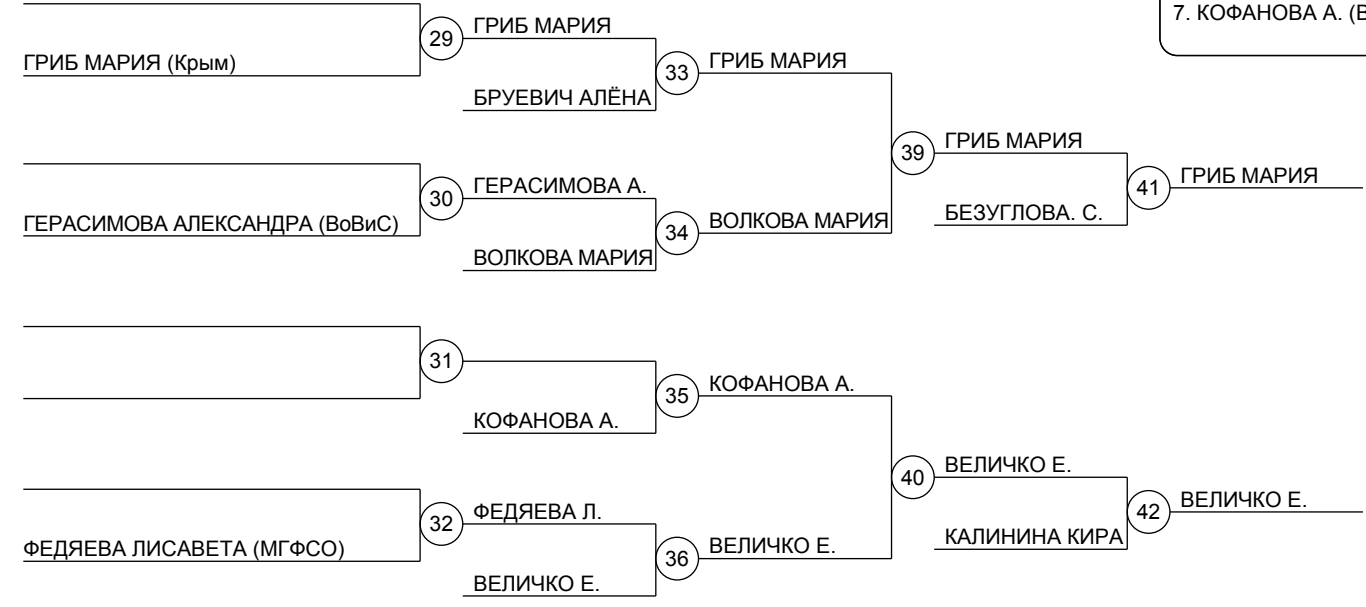 7. КОФАНОВА А. (В
29
ГРИБ МАРИЯ
ГРИБ МАРИЯ (Крым)
33
ГРИБ МАРИЯ
БРУЕВИЧ АЛЁНА
39
ГРИБ МАРИЯ
41
ГРИБ МАРИЯ
30
ГЕРАСИМОВА А.
ГЕРАСИМОВА АЛЕКСАНДРА (ВоВиС)
34
ВОЛКОВА МАРИЯ
БЕЗУГЛОВА. С.
ВОЛКОВА МАРИЯ
31
35
КОФАНОВА А.
КОФАНОВА А.
40
ВЕЛИЧКО Е.
42
ВЕЛИЧКО Е.
32
ФЕДЯЕВА Л.
ФЕДЯЕВА ЛИСАВЕТА (МГФСО)
36
ВЕЛИЧКО Е.
КАЛИНИНА КИРА
ВЕЛИЧКО Е.